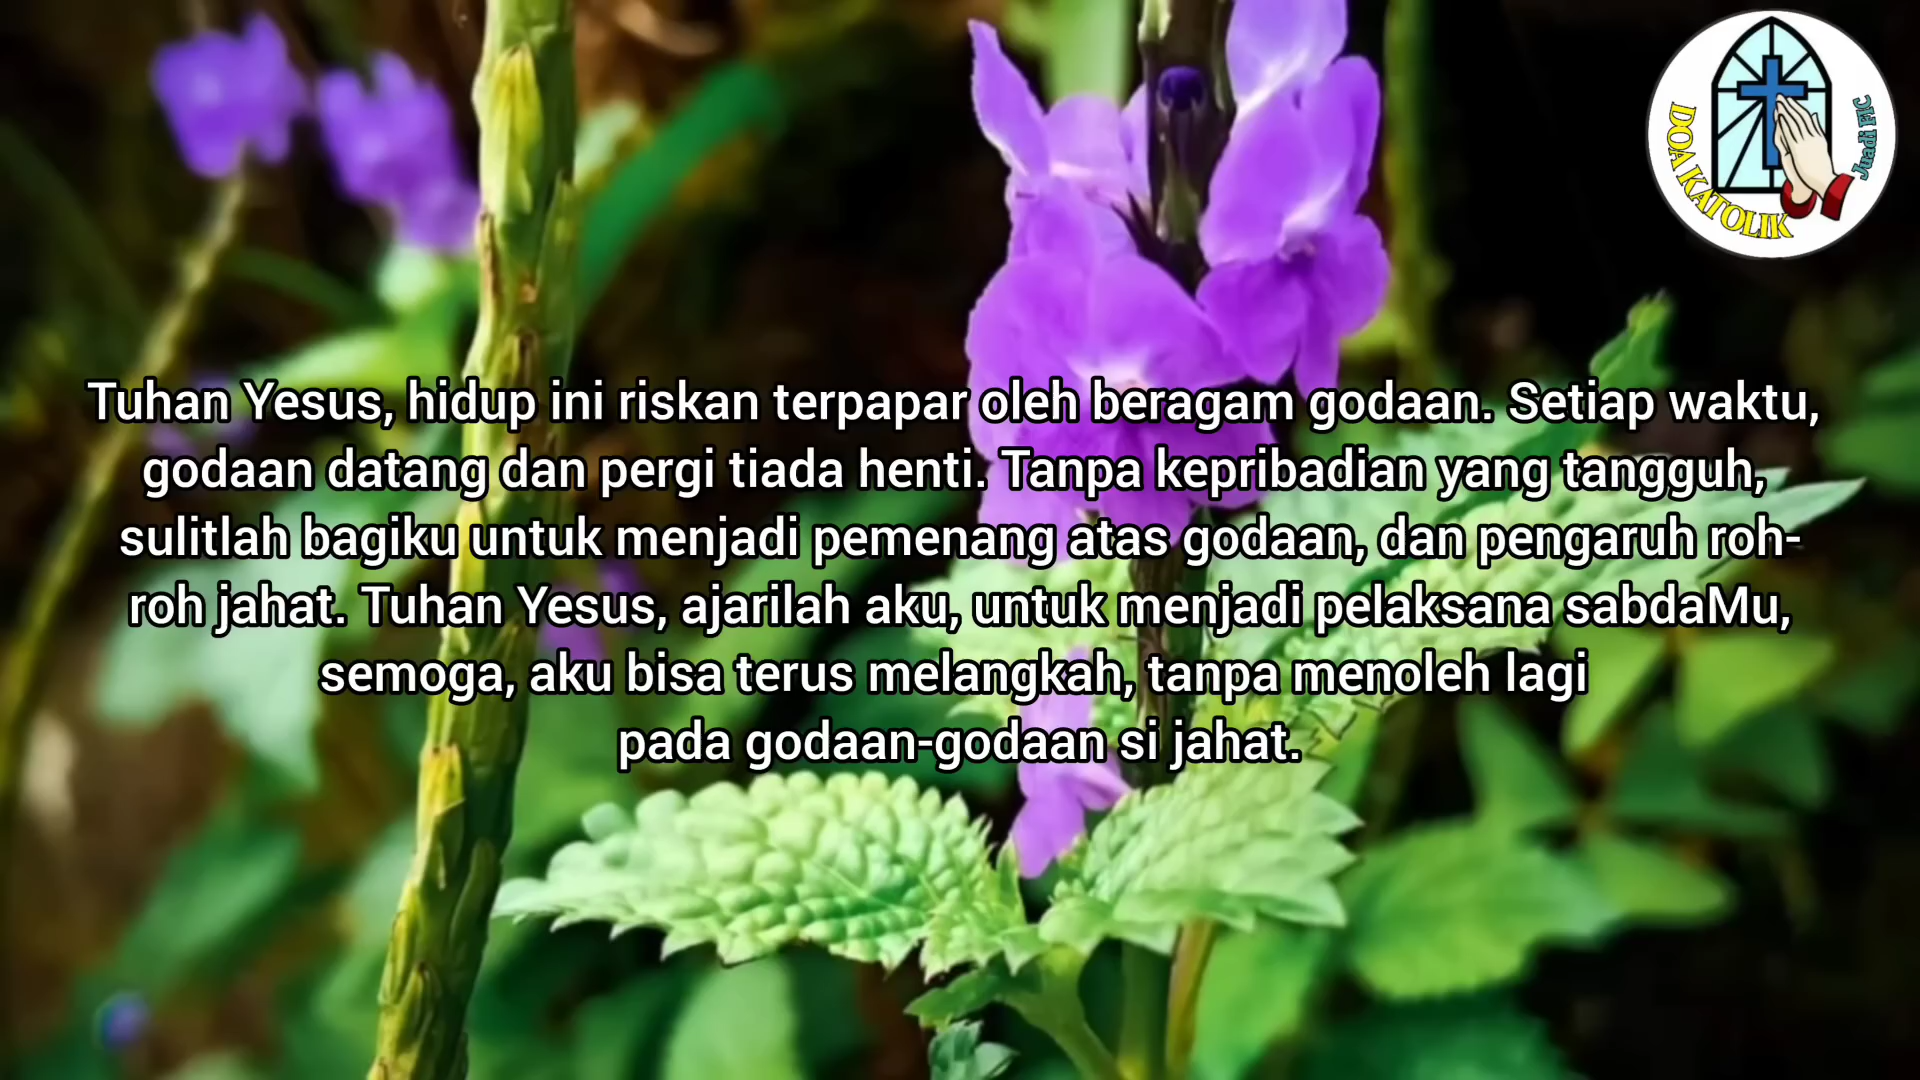 DOA KATOLIK
Juadi FIC
Tuhan Yesus, hidup ini riskan terpapar oleh beragam godaan. Setiap waktu,
godaan datang dan pergi tiada henti. Tanpa kepribadian yang tangguh,
sulitlah bagiku untuk menjadi pemenang atas godaan, dan pengaruh roh-
roh jahat. Tuhan Yesus, ajarilah aku, untuk menjadi pelaksana sabdaMu,
semoga, aku bisa terus melangkah, tanpa menoleh lagi
pada godaan-godaan si jahat.